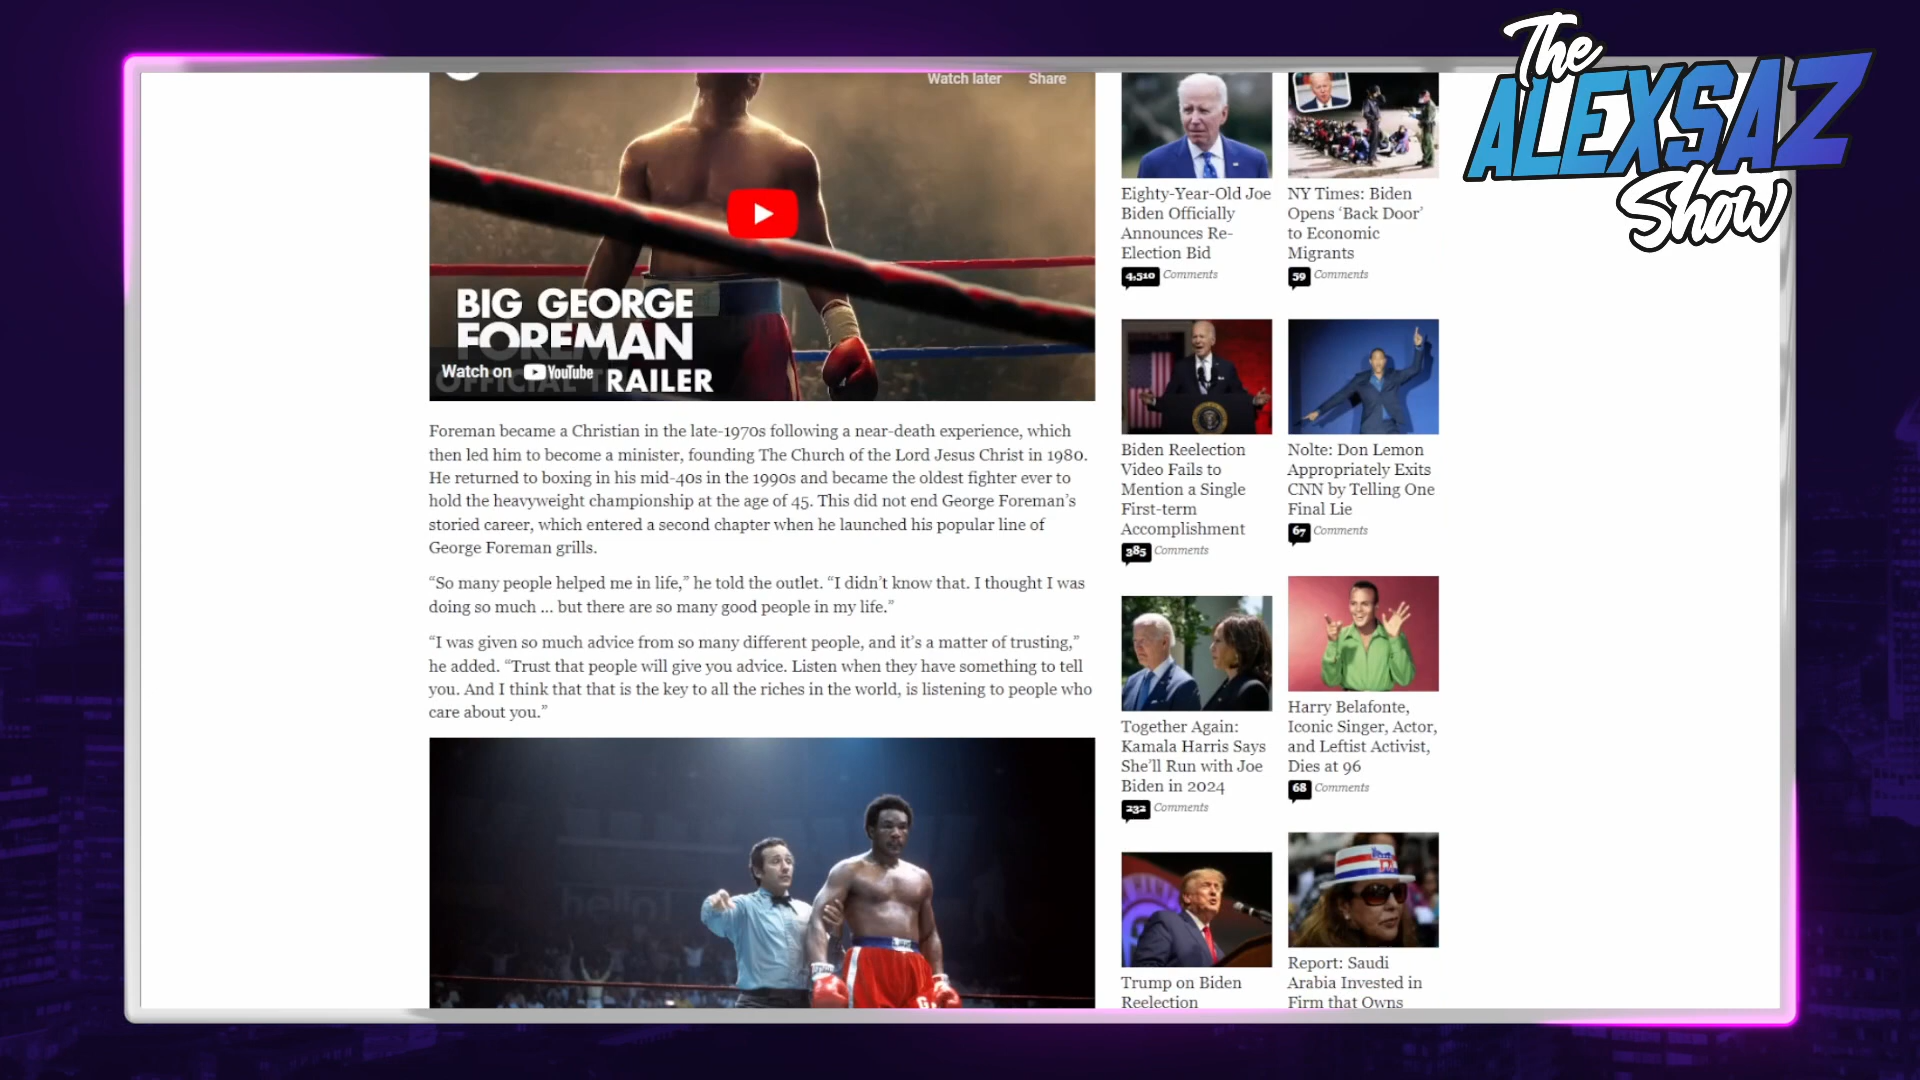 The
ALEXSAZ
Show
Watch later Share
BIG GEORGE
FOREMAN
OFFICIAL TRAILER
Watch on YouTube
Foreman became a Christian in the late-1970s following a near-death experience, which
then led him to become a minister, founding The Church of the Lord Jesus Christ in 1980.
He returned to boxing in his mid-40s in the 1990s and became the oldest fighter ever to
hold the heavyweight championship at the age of 45. This did not end George Foreman’s
storied career, which entered a second chapter when he launched his popular line of
George Foreman grills.
“So many people helped me in life,” he told the outlet. “I didn’t know that. I thought I was
doing so much ... but there are so many good people in my life.”
“I was given so much advice from so many different people, and it’s a matter of trusting,”
he added. “Trust that people will give you advice. Listen when they have something to tell
you. And I think that that is the key to all the riches in the world, is listening to people who
care about you.”
hello!
Eighty-Year-Old Joe
Biden Officially
Announces Re-
Election Bid
4,510 Comments
NY Times: Biden
Opens ‘Back Door’
to Economic
Migrants
59 Comments
Biden Reelection
Video Fails to
Mention a Single
First-term
Accomplishment
385 Comments
Nolte: Don Lemon
Appropriately Exits
CNN by Telling One
Final Lie
67 Comments
Together Again:
Kamala Harris Says
She’ll Run with Joe
Biden in 2024
232 Comments
Harry Belafonte,
Iconic Singer, Actor,
and Leftist Activist,
Dies at 96
68 Comments
Trump on Biden
Reelection
Report: Saudi
Arabia Invested in
Firm that Owns